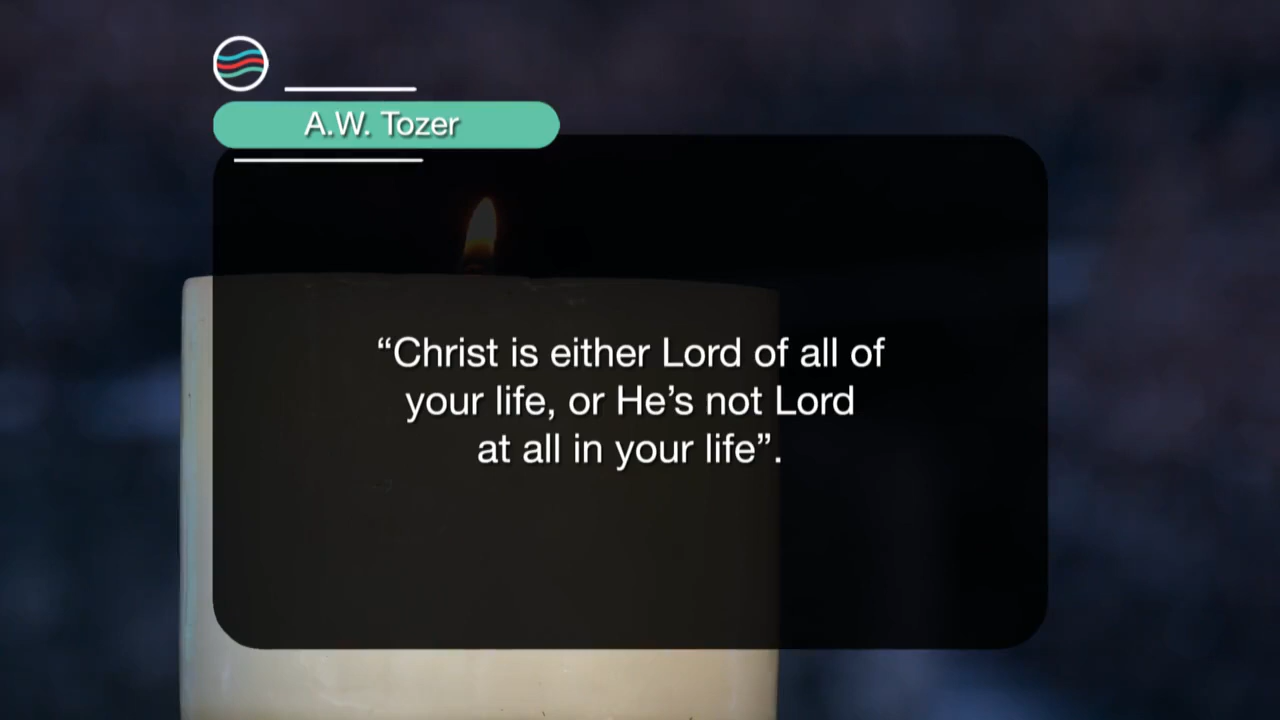 A.W. Tozer
“Christ is either Lord of all of
your life, or He’s not Lord
at all in your life”.